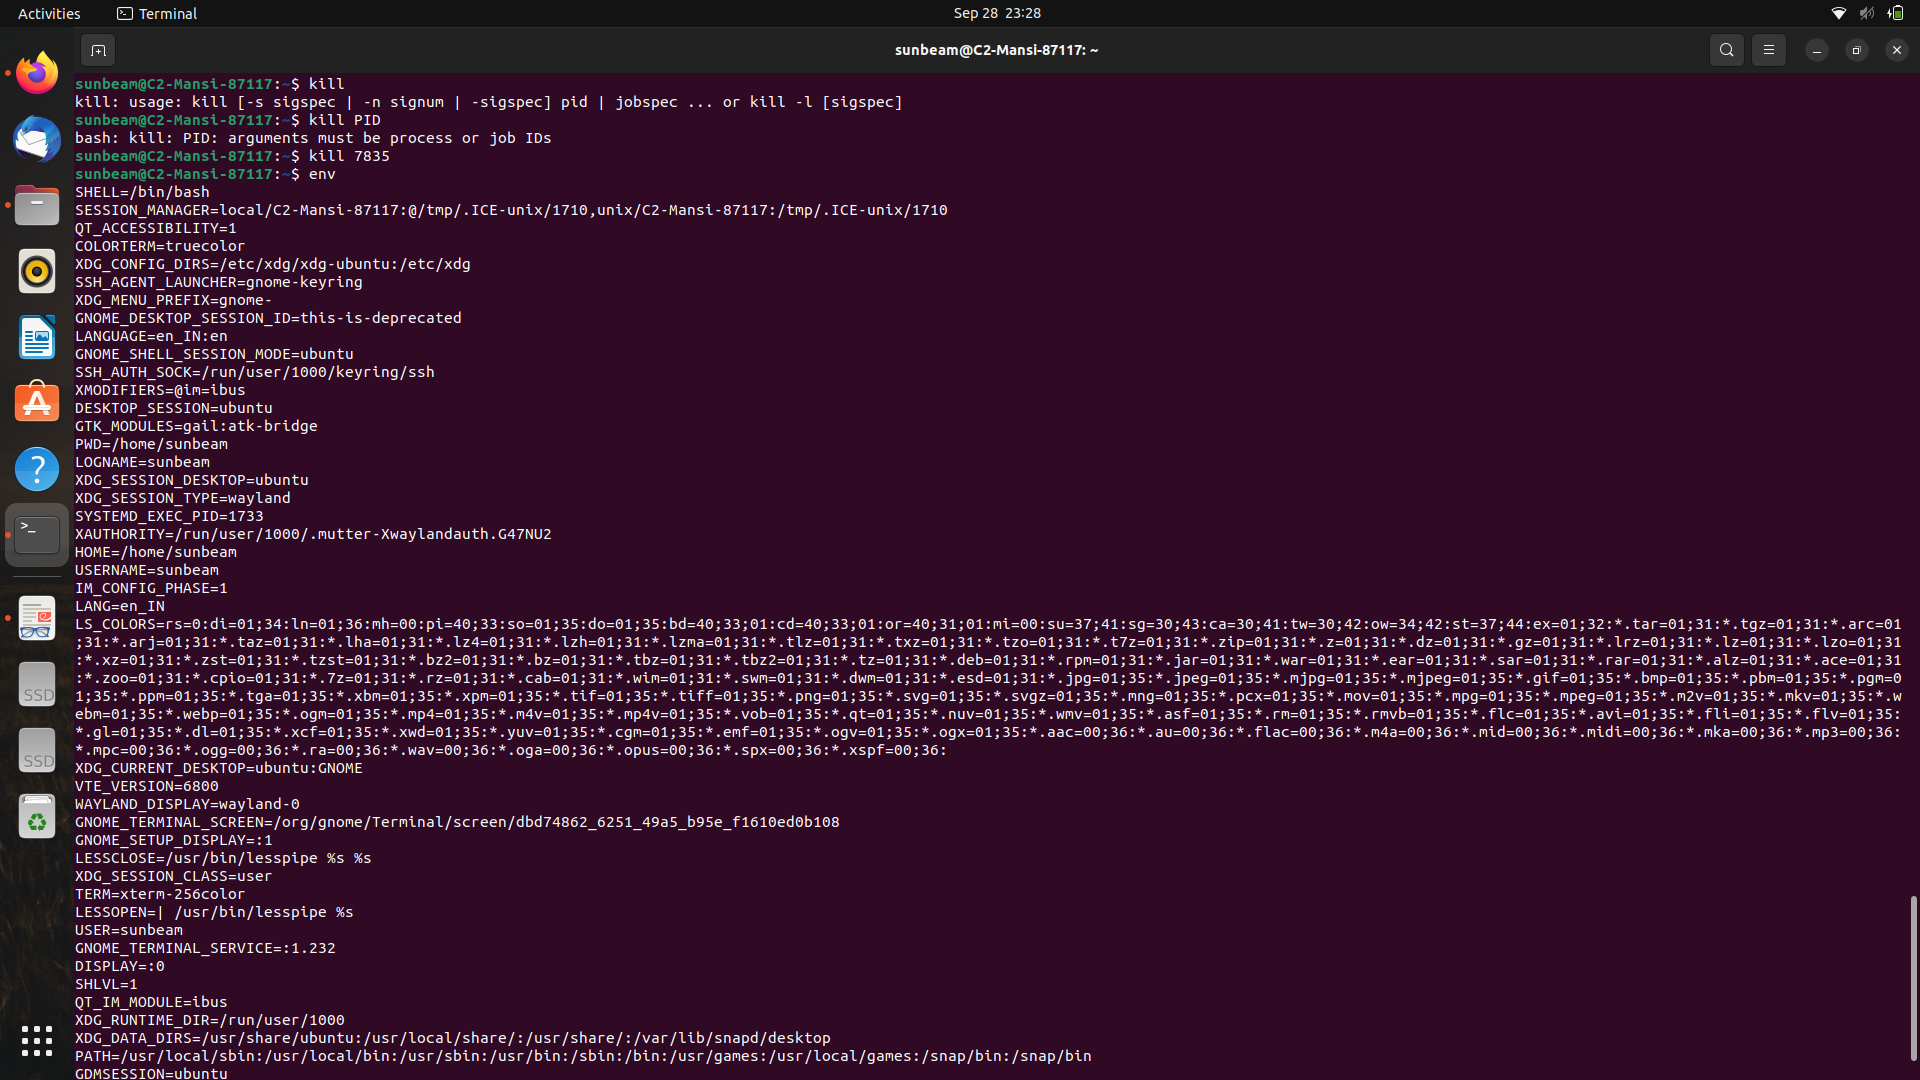 Activities
Terminal
Sep 28 23:28
sunbeam@C2-Mansi-87117: ~
sunbeam@C2-Mansi-87117:~$ kill
kill: usage: kill [-s sigspec | -n signum | -sigspec] pid | jobspec ... or kill -l [sigspec]
sunbeam@C2-Mansi-87117:~$ kill PID
bash: kill: PID: arguments must be process or job IDs
sunbeam@C2-Mansi-87117:~$ kill 7835
sunbeam@C2-Mansi-87117:~$ env
SHELL=/bin/bash
SESSION_MANAGER=local/C2-Mansi-87117:@/tmp/.ICE-unix/1710,unix/C2-Mansi-87117:/tmp/.ICE-unix/1710
QT_ACCESSIBILITY=1
COLORTERM=truecolor
XDG_CONFIG_DIRS=/etc/xdg/xdg-ubuntu:/etc/xdg
SSH_AGENT_LAUNCHER=gnome-keyring
XDG_MENU_PREFIX=gnome-
GNOME_DESKTOP_SESSION_ID=this-is-deprecated
LANGUAGE=en_IN:en
GNOME_SHELL_SESSION_MODE=ubuntu
SSH_AUTH_SOCK=/run/user/1000/keyring/ssh
XMODIFIERS=@im=ibus
DESKTOP_SESSION=ubuntu
GTK_MODULES=gail:atk-bridge
PWD=/home/sunbeam
LOGNAME=sunbeam
XDG_SESSION_DESKTOP=ubuntu
XDG_SESSION_TYPE=wayland
SYSTEMD_EXEC_PID=1733
XAUTHORITY=/run/user/1000/.mutter-Xwaylandauth.G47NU2
HOME=/home/sunbeam
USERNAME=sunbeam
IM_CONFIG_PHASE=1
LANG=en_IN
LS_COLORS=rs=0:di=01;34:ln=01;36:mh=00:pi=40;33:so=01;35:do=01;35:bd=40;33;01:cd=40;33;01:or=40;31;01:mi=00:su=37;41:sg=30;43:ca=30;41:tw=30;42:ow=34;42:st=37;44:ex=01;32:*.tar=01;31:*.tgz=01;31:*.arc=01
;31:*.arj=01;31:*.taz=01;31:*.lha=01;31:*.lz4=01;31:*.lzh=01;31:*.lzma=01;31:*.tlz=01;31:*.txz=01;31:*.tzo=01;31:*.t7z=01;31:*.zip=01;31:*.z=01;31:*.dz=01;31:*.gz=01;31:*.lrz=01;31:*.lz=01;31:*.lzo=01;31
:*.xz=01;31:*.zst=01;31:*.tzst=01;31:*.bz2=01;31:*.bz=01;31:*.tbz=01;31:*.tbz2=01;31:*.tz=01;31:*.deb=01;31:*.rpm=01;31:*.jar=01;31:*.war=01;31:*.ear=01;31:*.sar=01;31:*.rar=01;31:*.alz=01;31:*.ace=01;31
:*.zoo=01;31:*.cpio=01;31:*.7z=01;31:*.rz=01;31:*.cab=01;31:*.wim=01;31:*.swm=01;31:*.dwm=01;31:*.esd=01;31:*.jpg=01;35:*.jpeg=01;35:*.mjpg=01;35:*.mjpeg=01;35:*.gif=01;35:*.bmp=01;35:*.pbm=01;35:*.pgm=0
1;35:*.ppm=01;35:*.tga=01;35:*.xbm=01;35:*.xpm=01;35:*.tif=01;35:*.tiff=01;35:*.png=01;35:*.svg=01;35:*.svgz=01;35:*.mng=01;35:*.pcx=01;35:*.mov=01;35:*.mpg=01;35:*.mpeg=01;35:*.m2v=01;35:*.mkv=01;35:*.w
ebm=01;35:*.webp=01;35:*.ogm=01;35:*.mp4=01;35:*.m4v=01;35:*.mp4v=01;35:*.vob=01;35:*.qt=01;35:*.nuv=01;35:*.wmv=01;35:*.asf=01;35:*.rm=01;35:*.rmvb=01;35:*.flc=01;35:*.avi=01;35:*.fli=01;35:*.flv=01;35:
*.gl=01;35:*.dl=01;35:*.xcf=01;35:*.xwd=01;35:*.yuv=01;35:*.cgm=01;35:*.emf=01;35:*.ogv=01;35:*.ogx=01;35:*.aac=00;36:*.au=00;36:*.flac=00;36:*.m4a=00;36:*.mid=00;36:*.midi=00;36:*.mka=00;36:*.mp3=00;36:
*.mpc=00;36:*.ogg=00;36:*.ra=00;36:*.wav=00;36:*.oga=00;36:*.opus=00;36:*.spx=00;36:*.xspf=00;36:
XDG_CURRENT_DESKTOP=ubuntu:GNOME
VTE_VERSION=6800
WAYLAND_DISPLAY=wayland-0
GNOME_TERMINAL_SCREEN=/org/gnome/Terminal/screen/dbd74862_6251_49a5_b95e_f1610ed0b108
GNOME_SETUP_DISPLAY=:1
LESSCLOSE=/usr/bin/lesspipe %s %s
XDG_SESSION_CLASS=user
TERM=xterm-256color
LESSOPEN=| /usr/bin/lesspipe %s
USER=sunbeam
GNOME_TERMINAL_SERVICE=:1.232
DISPLAY=:0
SHLVL=1
QT_IM_MODULE=ibus
XDG_RUNTIME_DIR=/run/user/1000
XDG_DATA_DIRS=/usr/share/ubuntu:/usr/local/share/:/usr/share/:/var/lib/snapd/desktop
PATH=/usr/local/sbin:/usr/local/bin:/usr/sbin:/usr/bin:/sbin:/bin:/usr/games:/usr/local/games:/snap/bin:/snap/bin
GDMSESSION=ubuntu
SSD
SSD